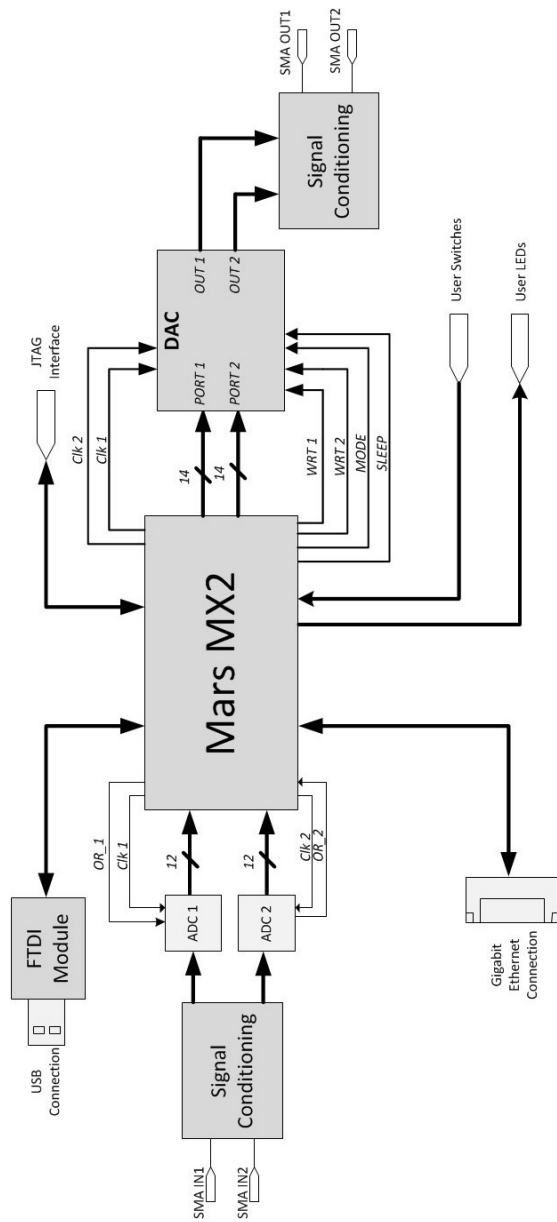 USB
Connection
FTDI
Module
JTAG
Interface
SMA IN1
SMA IN2
Signal
Conditioning
ADC 1
ADC 2
OR_1
Clk 1
12
12
Clk 2
OR_2
Mars MX2
Clk 2
Clk 1
14
14
DAC
PORT 1
PORT 2
OUT 1
OUT 2
WRT 1
WRT 2
MODE
SLEEP
Signal
Conditioning
SMA OUT1
SMA OUT2
Gigabit
Ethernet
Connection
User Switches
User LEDs